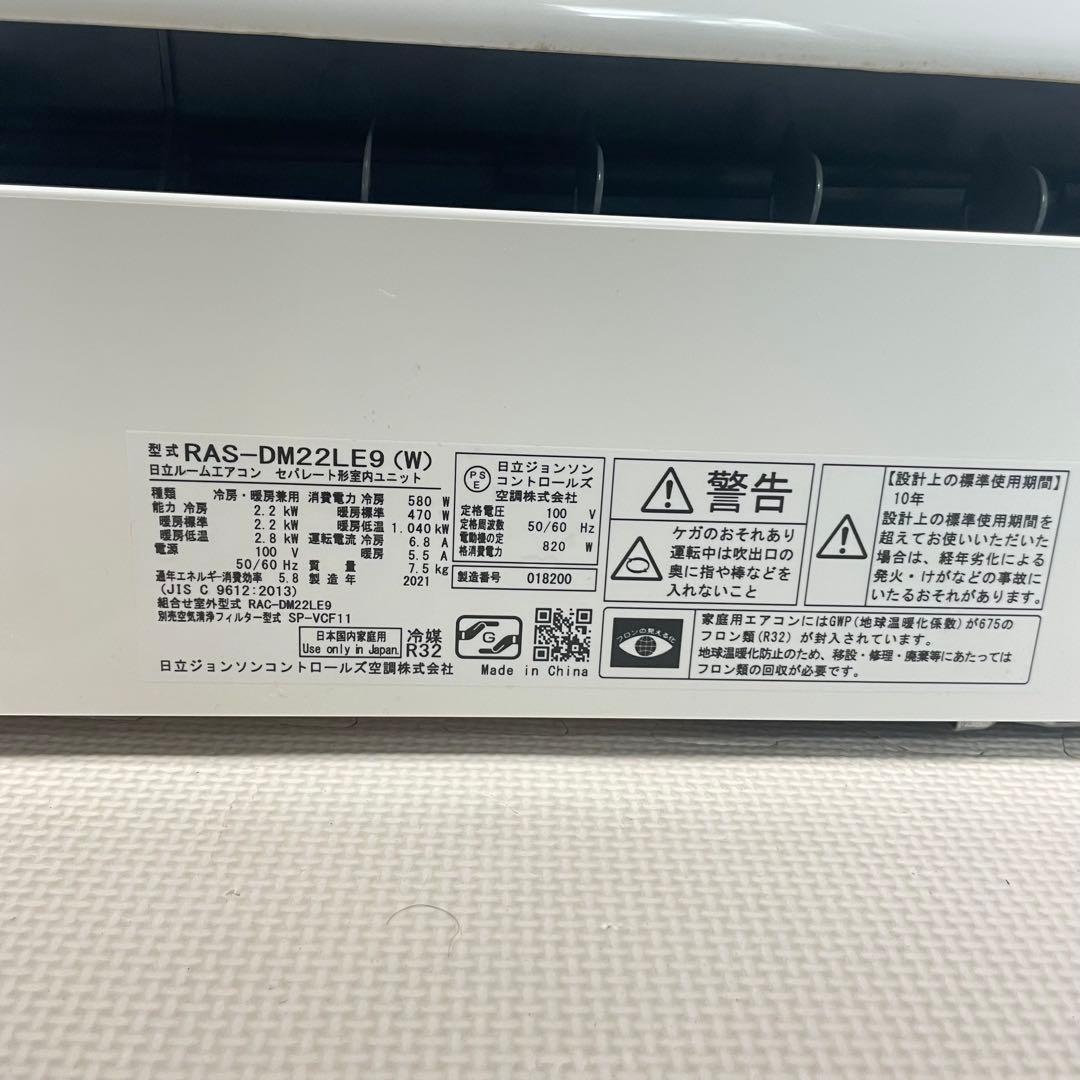 型式 RAS-DM22LE9 (W)
日立ルームエアコン セパレート形室内ユニット
種類 冷房・暖房兼用
能力 冷房 2.2 kW
暖房標準 2.2 kW
暖房低温 2.8 kW
電源 100 V
50/60 Hz
消費電力 冷房 580 W
暖房標準 470 W
暖房低温 1.040 kW
運転電流 冷房 6.8 A
暖房 5.5 A
質量 7.5 kg
製造年 2021
通年エネルギー消費効率 5.8
(JIS C 9612:2013)
組合せ室外型式 RAC-DM22LE9
別売空気清浄フィルター型式 SP-VCF11
日本国内家庭用
Use only in Japan
冷媒
R32
日立ジョンソンコントロールズ空調株式会社
PS
日立ジョンソン
コントロールズ
空調株式会社
定格電圧 100 V
定格周波数 50/60 Hz
電動機の定
格消費電力 820 W
製造番号 018200
G
Made in China
警告
ケガのおそれあり
運転中は吹出口の
奥に指や棒などを
入れないこと
【設計上の標準使用期間】
10年
設計上の標準使用期間を
超えてお使いいただいた
場合は、経年劣化による
発火・けがなどの事故に
いたるおそれがあります。
フロンの見える化
家庭用エアコンにはGWP(地球温暖化係数)が675の
フロン類(R32)が封入されています。
地球温暖化防止のため、移設・修理・廃棄等にあたっては
フロン類の回収が必要です。